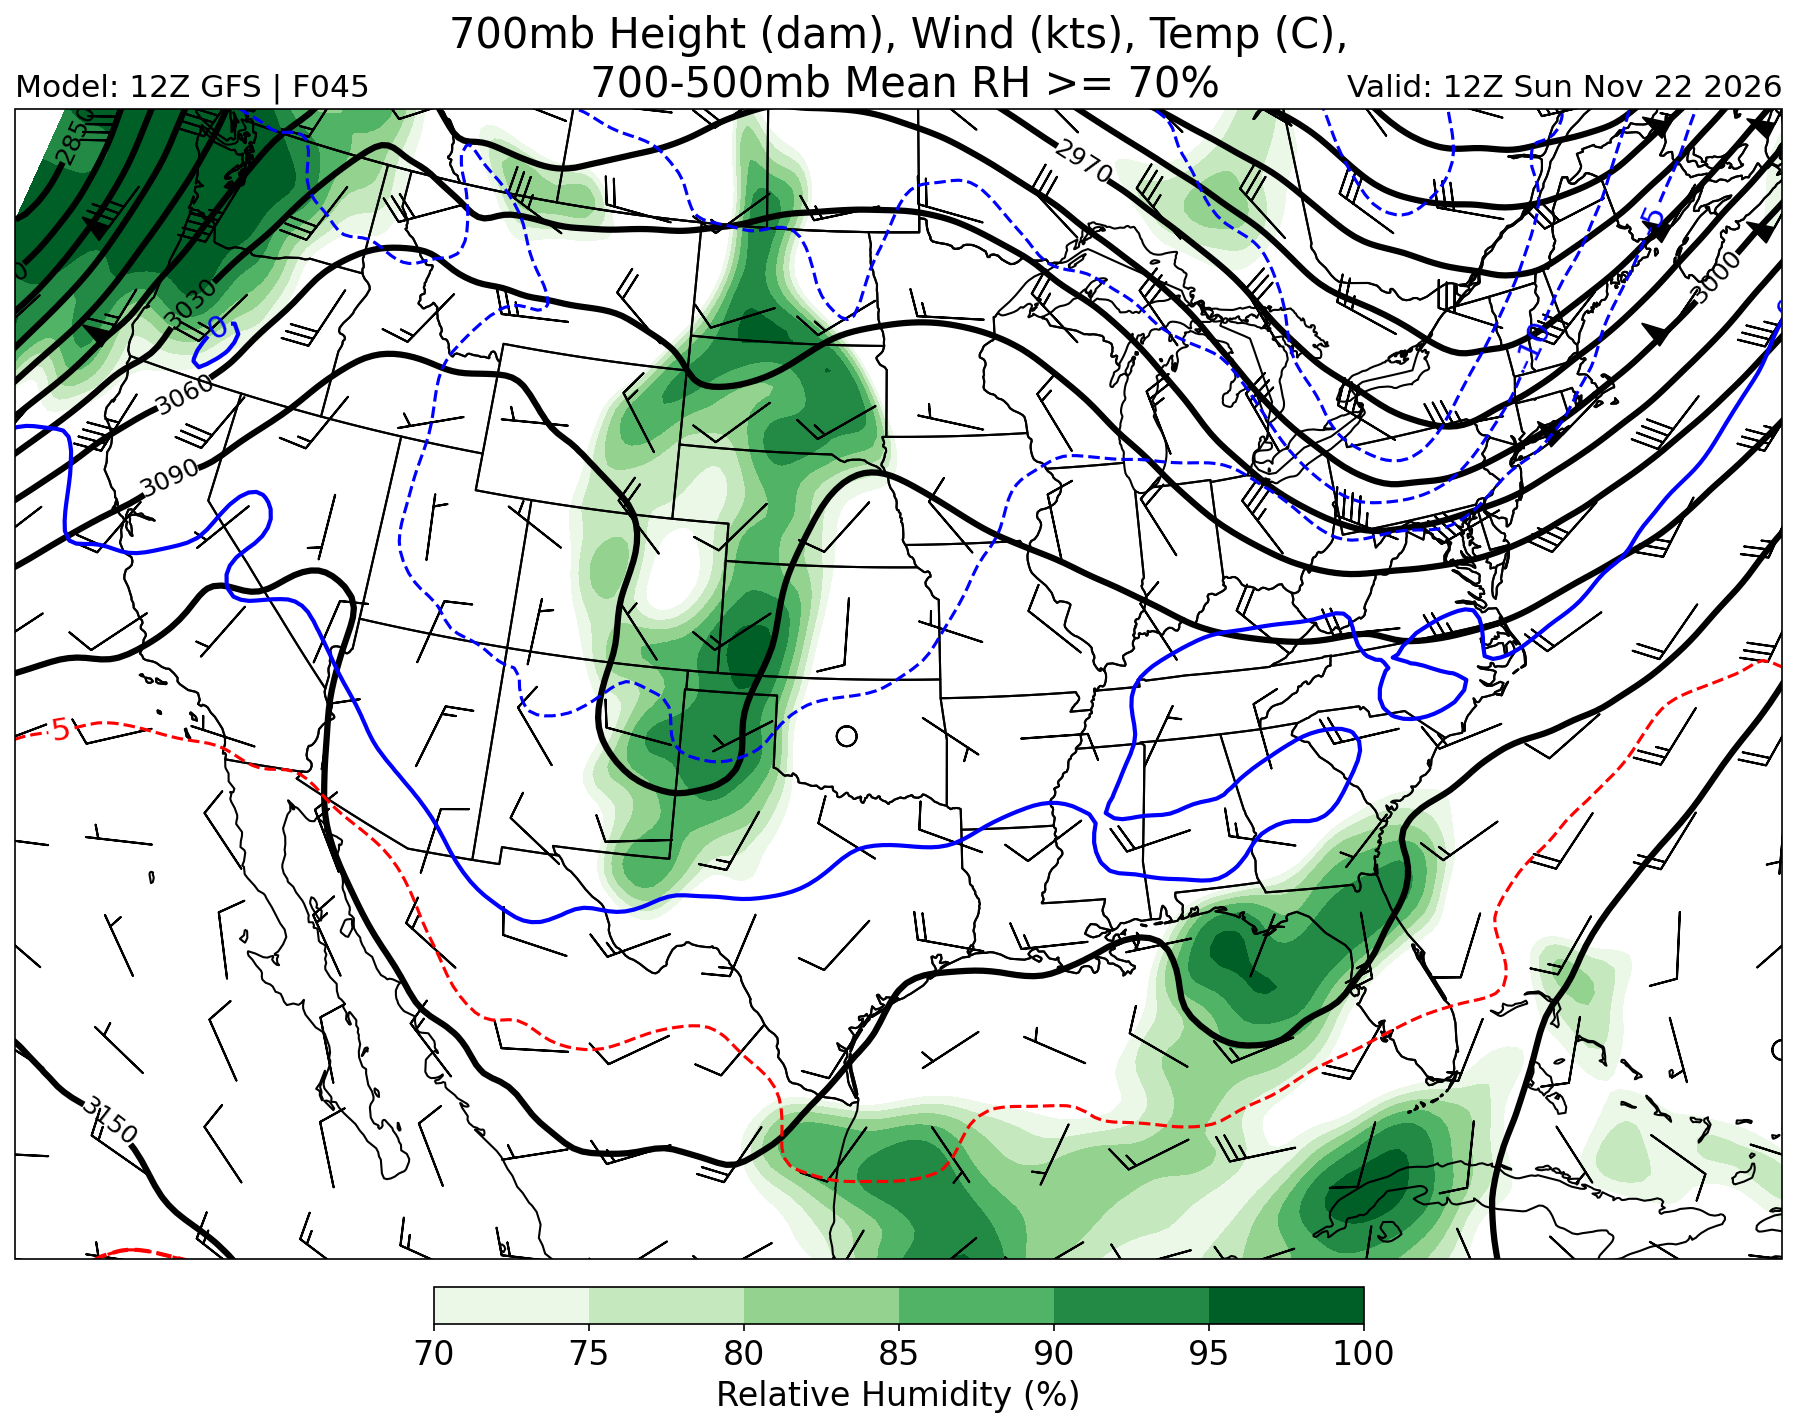 700mb Height (dam), Wind (kts), Temp (C),
700-500mb Mean RH >= 70%
Model: 12Z GFS | F045
Valid: 12Z Sun Nov 22 2026
2850
2970
3000
3030
3060
3090
3150
0
5
-5
-10
70 75 80 85 90 95 100
Relative Humidity (%)